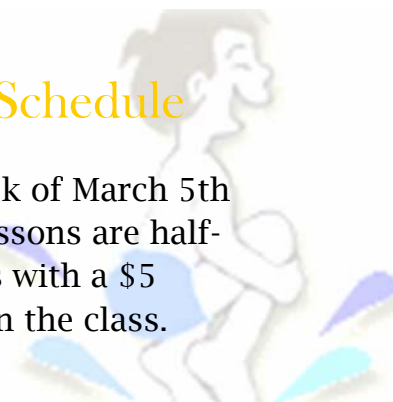 Schedule
k of March 5th
ssons are half-
s with a $5
n the class.